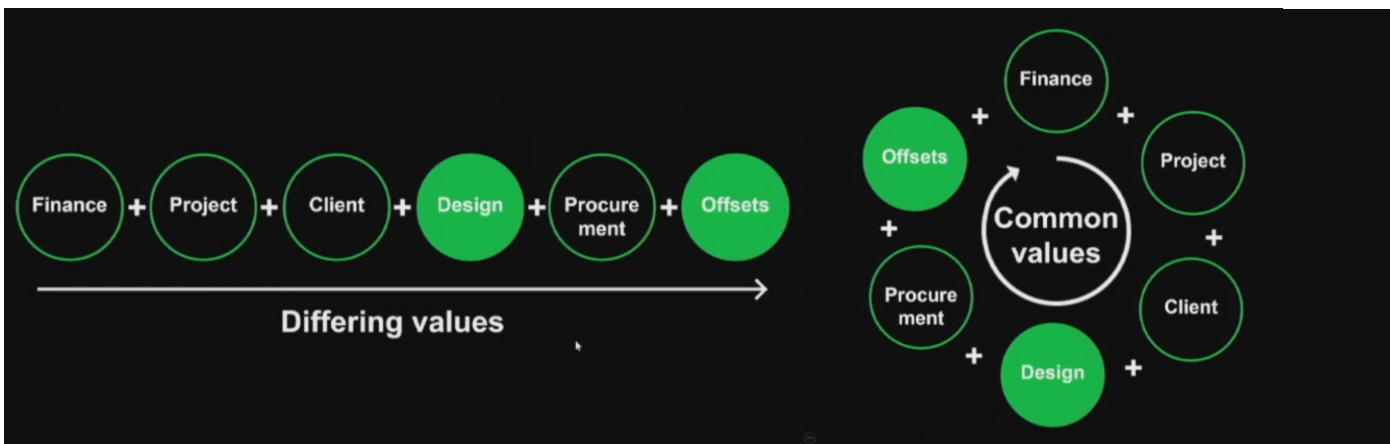 Finance + Project + Client + Design + Procure
ment + Offsets
Differing values
Finance
+ +
Offsets
Project
Common
values
+ +
Procure
ment
Client
+ +
Design